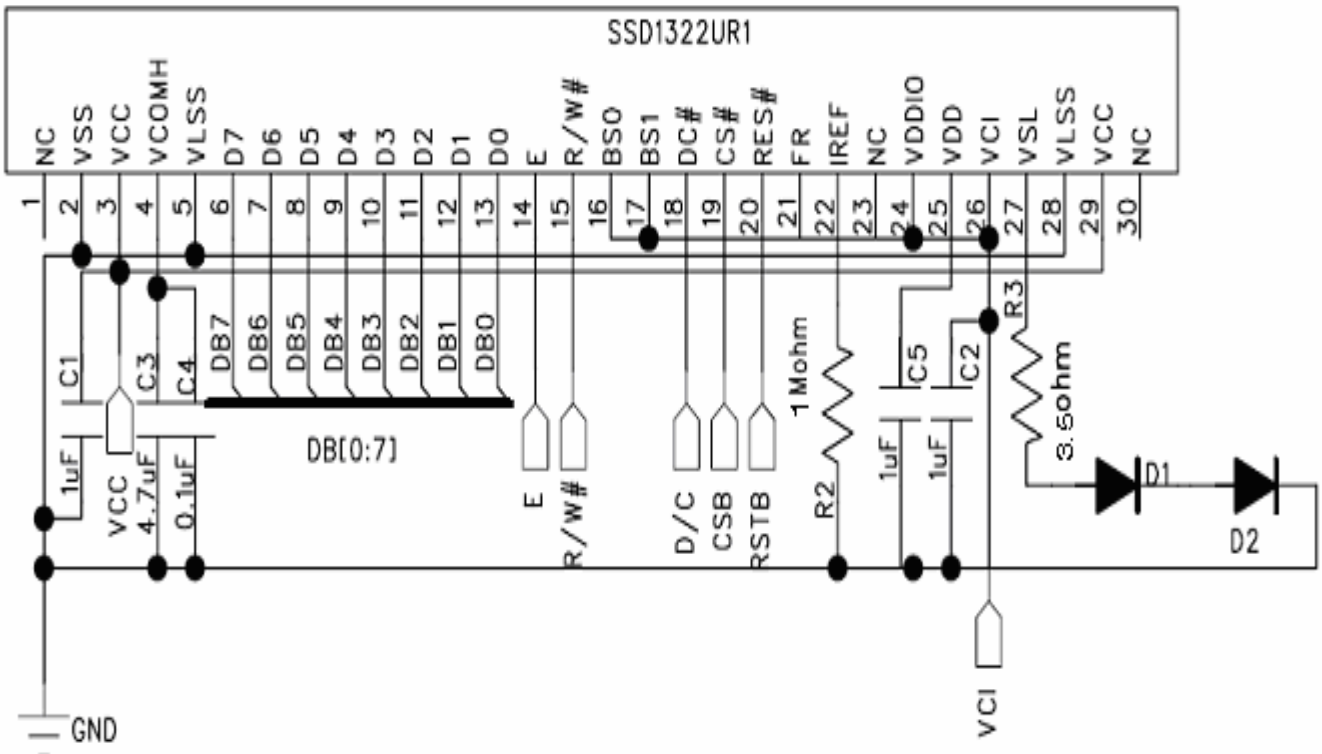 SSD1322UR1
NC
VSS
VCC
VCOMH
VLSS
D7
D6
D5
D4
D3
D2
D1
D0
E
R/W#
BS0
BS1
DC#
CS#
RES#
FR
IREF
NC
VDDIO
VDD
VCI
VSL
VLSS
VCC
NC
1
2
3
4
5
6
7
8
9
10
11
12
13
14
15
16
17
18
19
20
21
22
23
24
25
26
27
28
29
30
C1
1uF
VCC
C3
4.7uF
C4
0.1uF
DB7
DB6
DB5
DB4
DB3
DB2
DB1
DB0
DB[0:7]
E
R/W#
D/C
CSB
RSTB
1Mohm
R2
C5
1uF
C2
1uF
R3
3.5ohm
D1
D2
VCI
GND